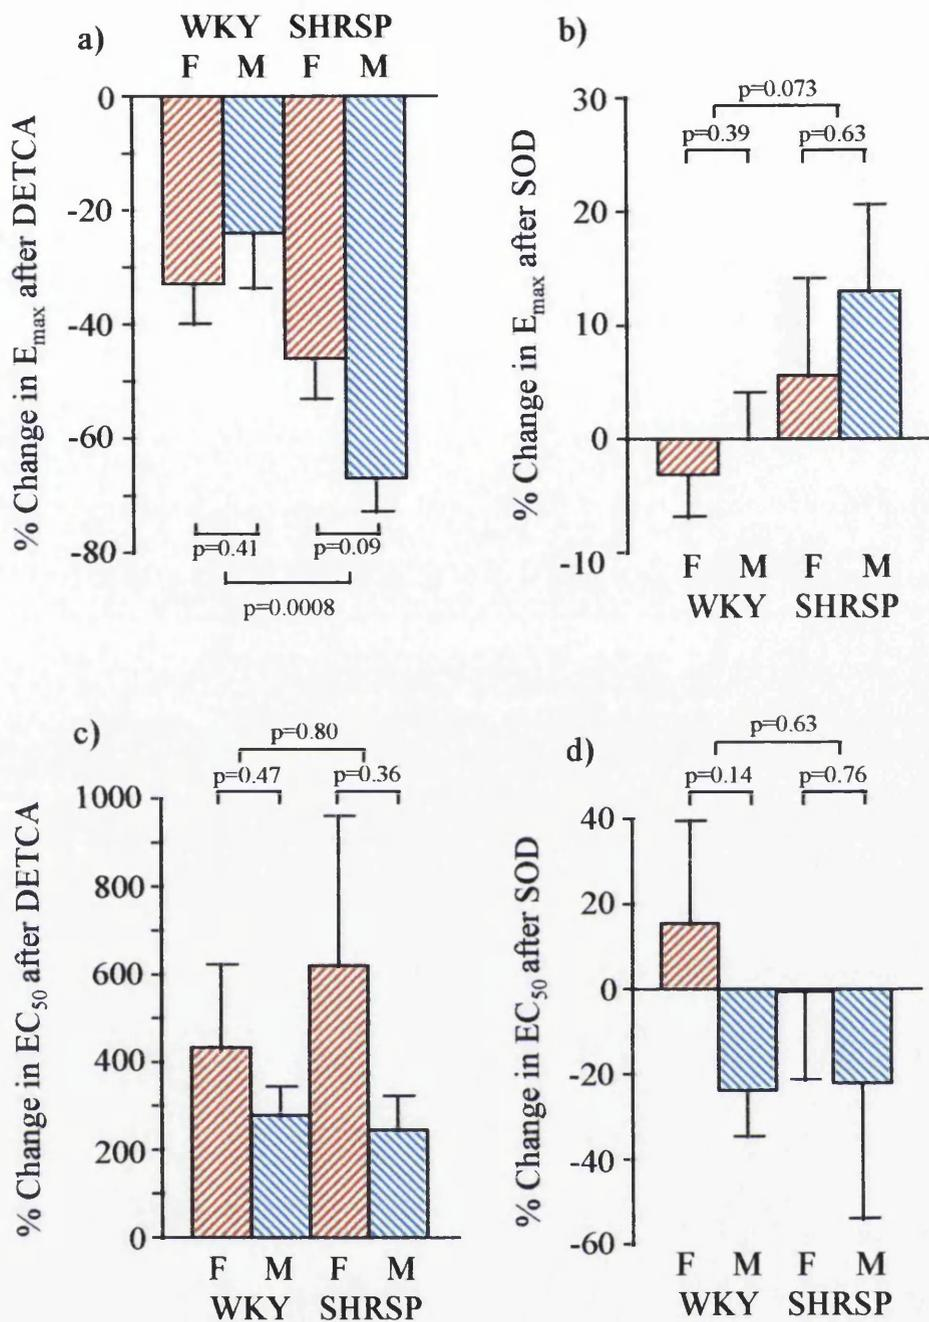 a)
WKY SHRSP
F M F M
% Change in Emax after DETCA
0
-20
-40
-60
-80
p=0.41 p=0.09
p=0.0008
b)
% Change in Emax after SOD
30
20
10
0
-10
p=0.073
p=0.39 p=0.63
F M F M
WKY SHRSP
c)
% Change in EC50 after DETCA
p=0.80
p=0.47 p=0.36
1000
800
600
400
200
0
F M F M
WKY SHRSP
d)
% Change in EC50 after SOD
p=0.63
p=0.14 p=0.76
40
20
0
-20
-40
-60
F M F M
WKY SHRSP